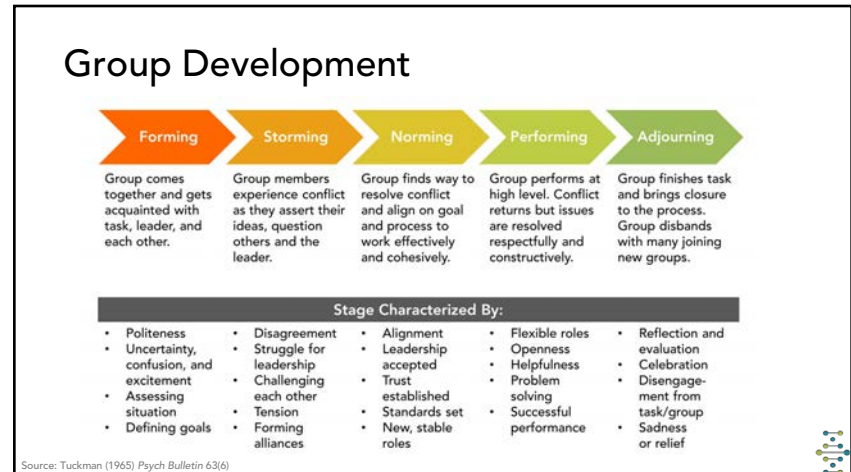 Group Development
Forming
Storming
Norming
Performing
Adjourning
Group comes
together and gets
acquainted with
task, leader, and
each other.
Group members
experience conflict
as they assert their
ideas, question
others and the
leader.
Group finds way to
resolve conflict
and align on goal
and process to
work effectively
and cohesively.
Group performs at
high level. Conflict
returns but issues
are resolved
respectfully and
constructively.
Group finishes task
and brings closure
to the process.
Group disbands
with many joining
new groups.
Stage Characterized By:
• Politeness
• Uncertainty,
confusion, and
excitement
• Assessing
situation
• Defining goals
• Disagreement
• Struggle for
leadership
• Challenging
each other
• Tension
• Forming
alliances
• Alignment
• Leadership
accepted
• Trust
established
• Standards set
• New, stable
roles
• Flexible roles
• Openness
• Helpfulness
• Problem
solving
• Successful
performance
• Reflection and
evaluation
• Celebration
• Disengage-
ment from
task/group
• Sadness
or relief
Source: Tuckman (1965) Psych Bulletin 63(6)